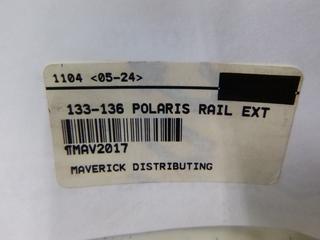 1104 <05-24>
133-136 POLARIS RAIL EXT
¶MAV2017
MAVERICK DISTRIBUTING